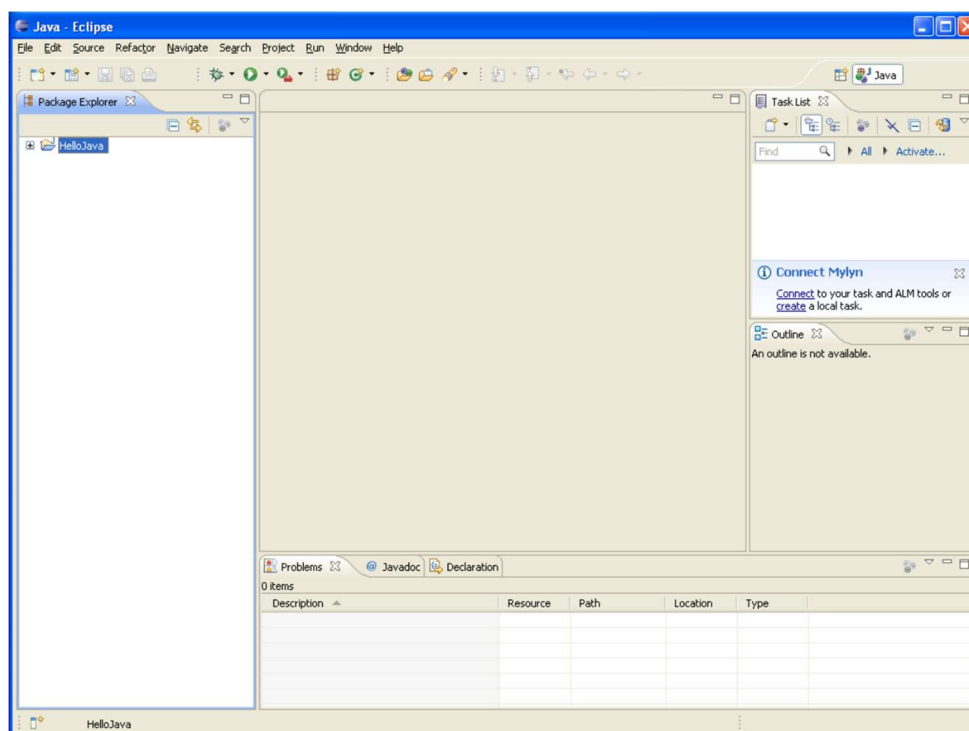 Java - Eclipse
File Edit Source Refactor Navigate Search Project Run Window Help
Java
Package Explorer
HelloJava
Task List
Find All Activate...
Connect Mylyn
Connect to your task and ALM tools or
create a local task.
Outline
An outline is not available.
Problems @ Javadoc Declaration
0 items
Description Resource Path Location Type
HelloJava